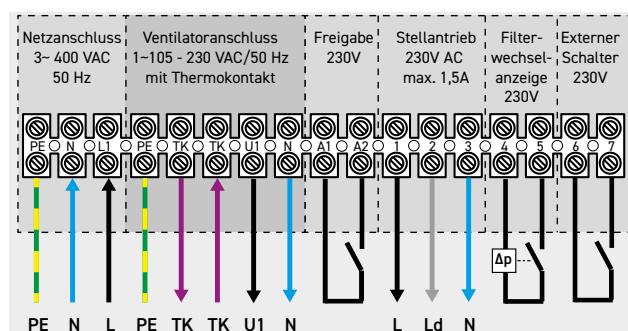 Netzanschluss
3~ 400 VAC
50 Hz
Ventilatoranschluss
1~105 - 230 VAC/50 Hz
mit Thermokontakt
Freigabe
230V
Stellantrieb
230V AC
max. 1,5A
Filter-
wechsel-
anzeige
230V
Externer
Schalter
230V
PE N L1 PE TK TK U1 N A1 A2 1 2 3 4 5 6 7
Δp
PE N L PE TK TK U1 N L Ld N